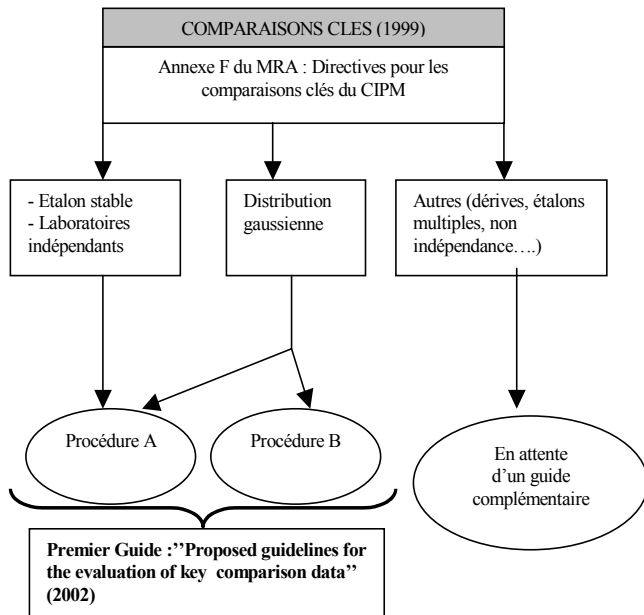 COMPARAISONS CLES (1999)
Annexe F du MRA : Directives pour les
comparaisons clés du CIPM
- Etalon stable
- Laboratoires
indépendants
Distribution
gaussienne
Autres (dérives, étalons
multiples, non
indépendance….)
Procédure A
Procédure B
En attente
d’un guide
complémentaire
Premier Guide :’’Proposed guidelines for
the evaluation of key comparison data’’
(2002)